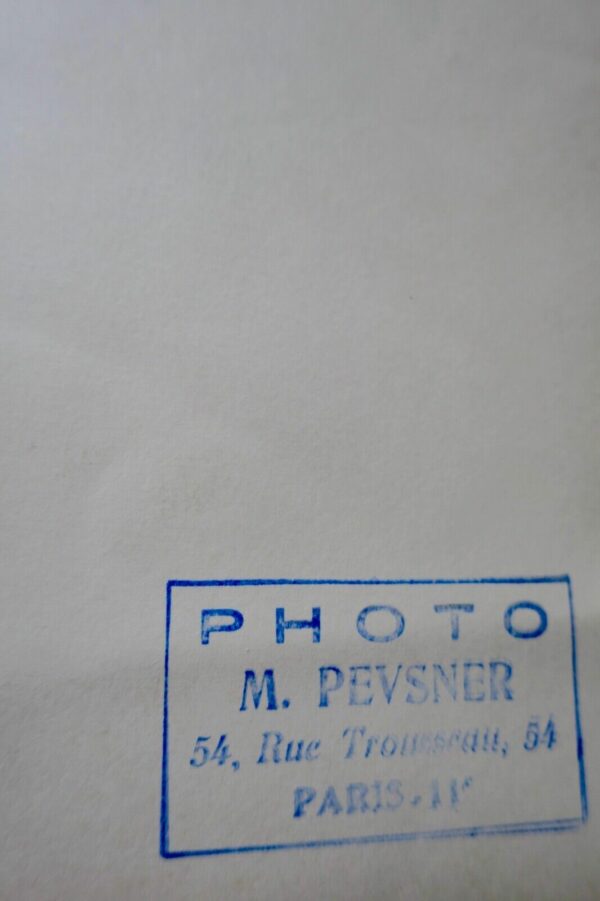 PHOTO
M. PEVSNER
54, Rue Trousseau, 54
PARIS-11ᵉ